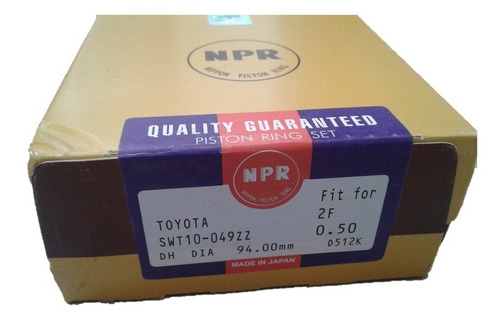 NPR
NIPPON PISTON RING
QUALITY GUARANTEED
PISTON RING SET
NPR
NIPPON PISTON RING
TOYOTA
SWT10-049ZZ
DH DIA 94.00mm
Fit for
2F
0.50
D512K
MADE IN JAPAN